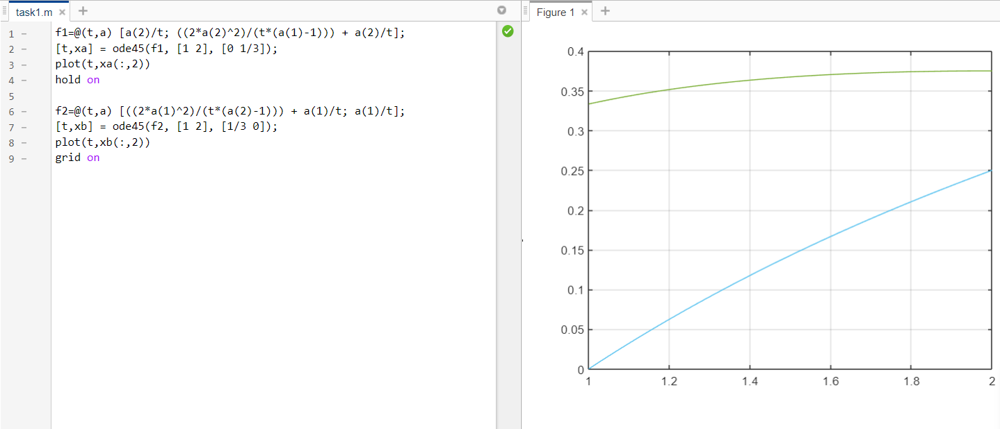 task1.m × +
1 – f1=@(t,a) [a(2)/t; ((2*a(2)^2)/(t*(a(1)-1))) + a(2)/t];
2 – [t,xa] = ode45(f1, [1 2], [0 1/3]);
3 – plot(t,xa(:,2))
4 – hold on
5
6 – f2=@(t,a) [((2*a(1)^2)/(t*(a(2)-1))) + a(1)/t; a(1)/t];
7 – [t,xb] = ode45(f2, [1 2], [1/3 0]);
8 – plot(t,xb(:,2))
9 – grid on
Figure 1 × +
0.4
0.35
0.3
0.25
0.2
0.15
0.1
0.05
0
1 1.2 1.4 1.6 1.8 2